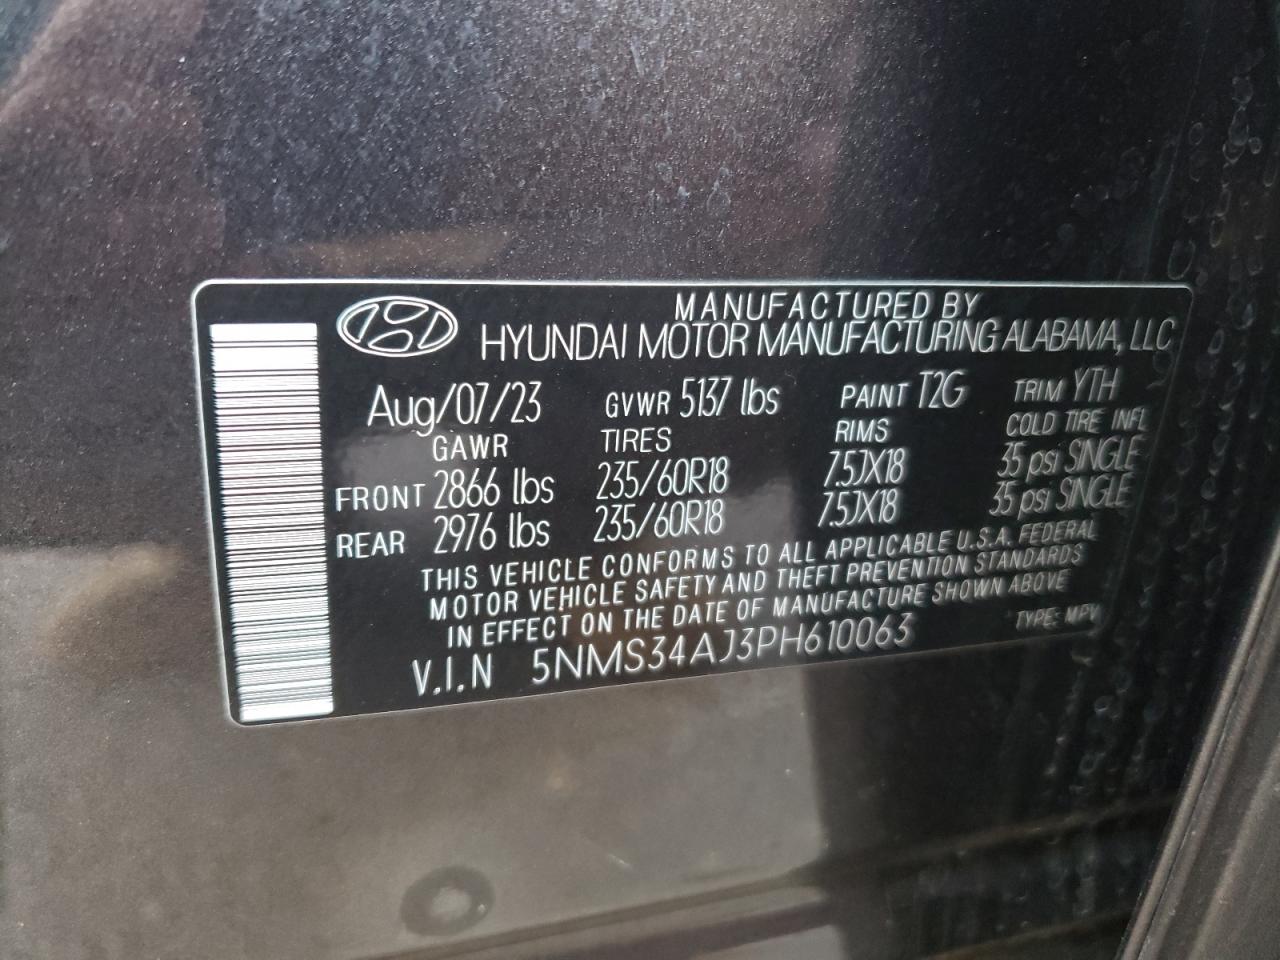 MANUFACTURED BY
HYUNDAI MOTOR MANUFACTURING ALABAMA, LLC
Aug/07/23 GVWR 5137 lbs PAINT T2G TRIM YTH
GAWR TIRES RIMS COLD TIRE INFL
FRONT 2866 lbs 235/60R18 7.5JX18 35 psi SINGLE
REAR 2976 lbs 235/60R18 7.5JX18 35 psi SINGLE
THIS VEHICLE CONFORMS TO ALL APPLICABLE U.S.A. FEDERAL
MOTOR VEHICLE SAFETY AND THEFT PREVENTION STANDARDS
IN EFFECT ON THE DATE OF MANUFACTURE SHOWN ABOVE
V.I.N 5NMS34AJ3PH610063 TYPE: MPV